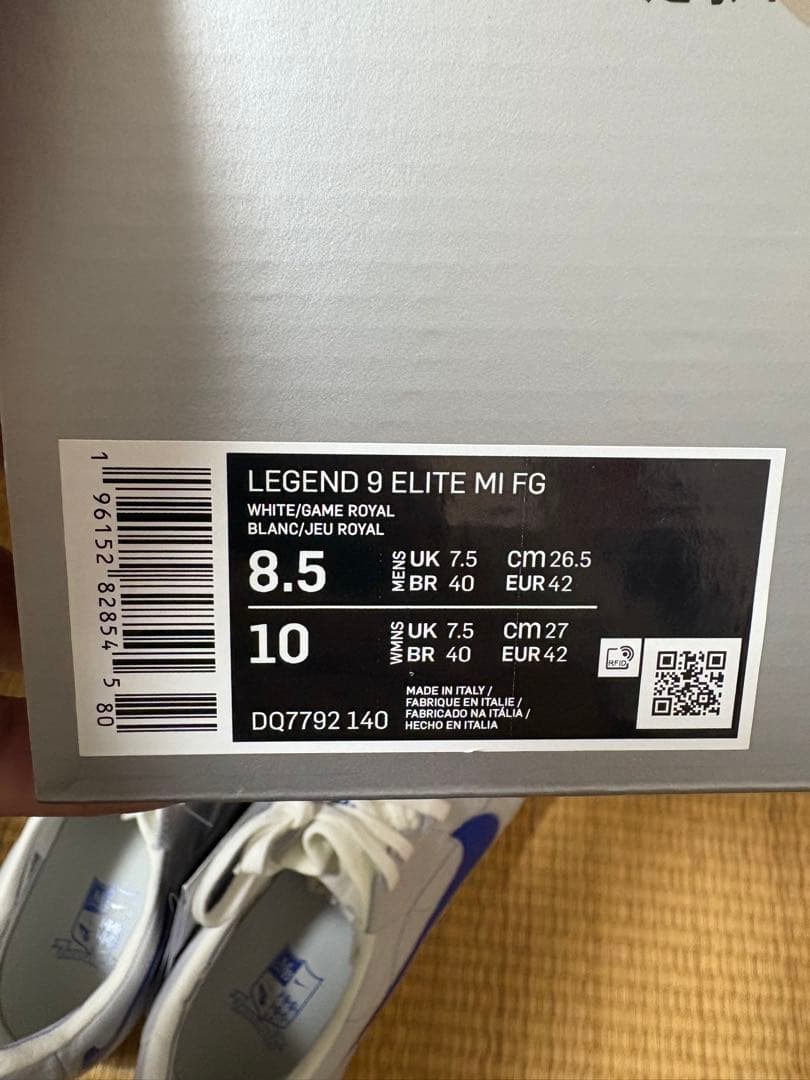 LEGEND 9 ELITE MI FG
WHITE/GAME ROYAL
BLANC/JEU ROYAL
8.5 MENS UK 7.5 cm 26.5
BR 40 EUR 42
10 WMNS UK 7.5 cm 27
BR 40 EUR 42
RFID
DQ7792 140
MADE IN ITALY /
FABRIQUE EN ITALIE /
FABRICADO NA ITÁLIA /
HECHO EN ITALIA
1 96152 82854 5 80